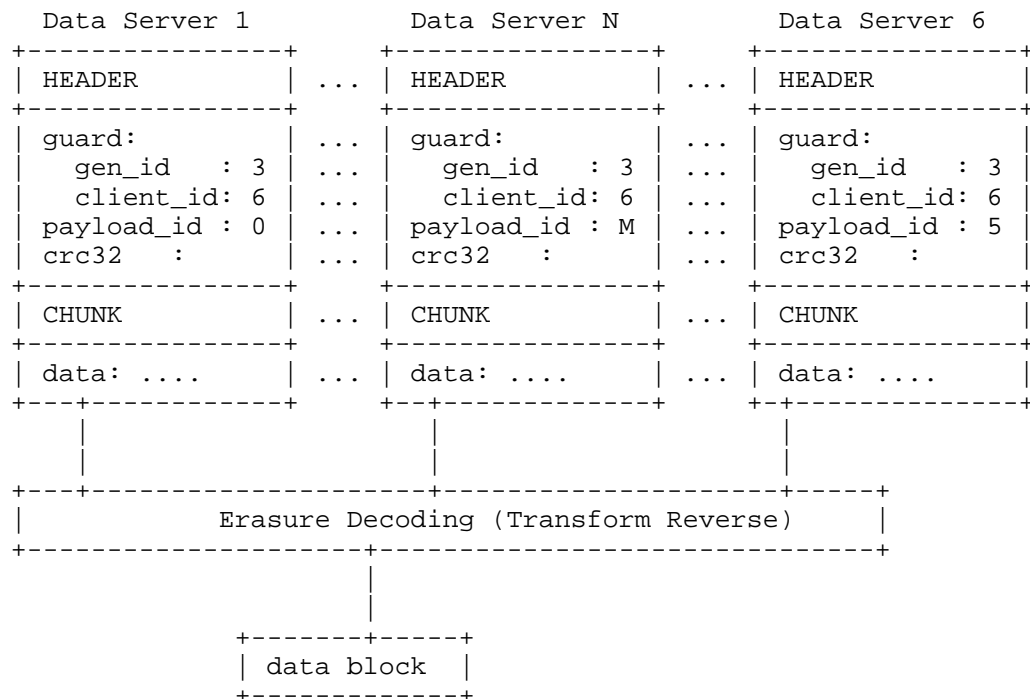 Data Server 1 Data Server N Data Server 6
+----------------+ +----------------+ +----------------+
| HEADER | ... | HEADER | ... | HEADER |
+----------------+ +----------------+ +----------------+
| guard: | ... | guard: | ... | guard: |
| gen_id : 3 | ... | gen_id : 3 | ... | gen_id : 3 |
| client_id: 6 | ... | client_id: 6 | ... | client_id: 6 |
| payload_id : 0 | ... | payload_id : M | ... | payload_id : 5 |
| crc32 : | ... | crc32 : | ... | crc32 : |
+----------------+ +----------------+ +----------------+
| CHUNK | ... | CHUNK | ... | CHUNK |
+----------------+ +----------------+ +----------------+
| data: .... | ... | data: .... | ... | data: .... |
+---+------------+ +--+-------------+ +-+--------------+
| | |
| | |
+---+---------------------+---------------------+-----+
| Erasure Decoding (Transform Reverse) |
+---------------------+-------------------------------+
|
|
+-------+-----+
| data block |
+-------------+